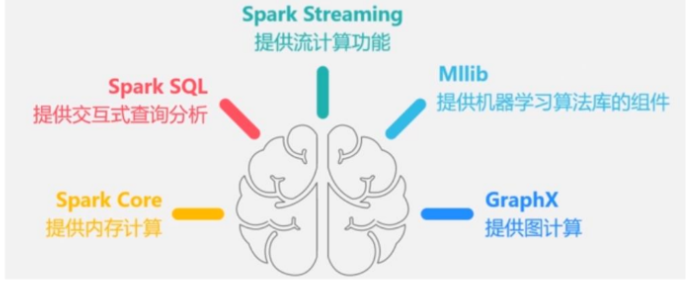 Spark Streaming
提供流计算功能
Spark SQL
提供交互式查询分析
Mllib
提供机器学习算法库的组件
Spark Core
提供内存计算
GraphX
提供图计算